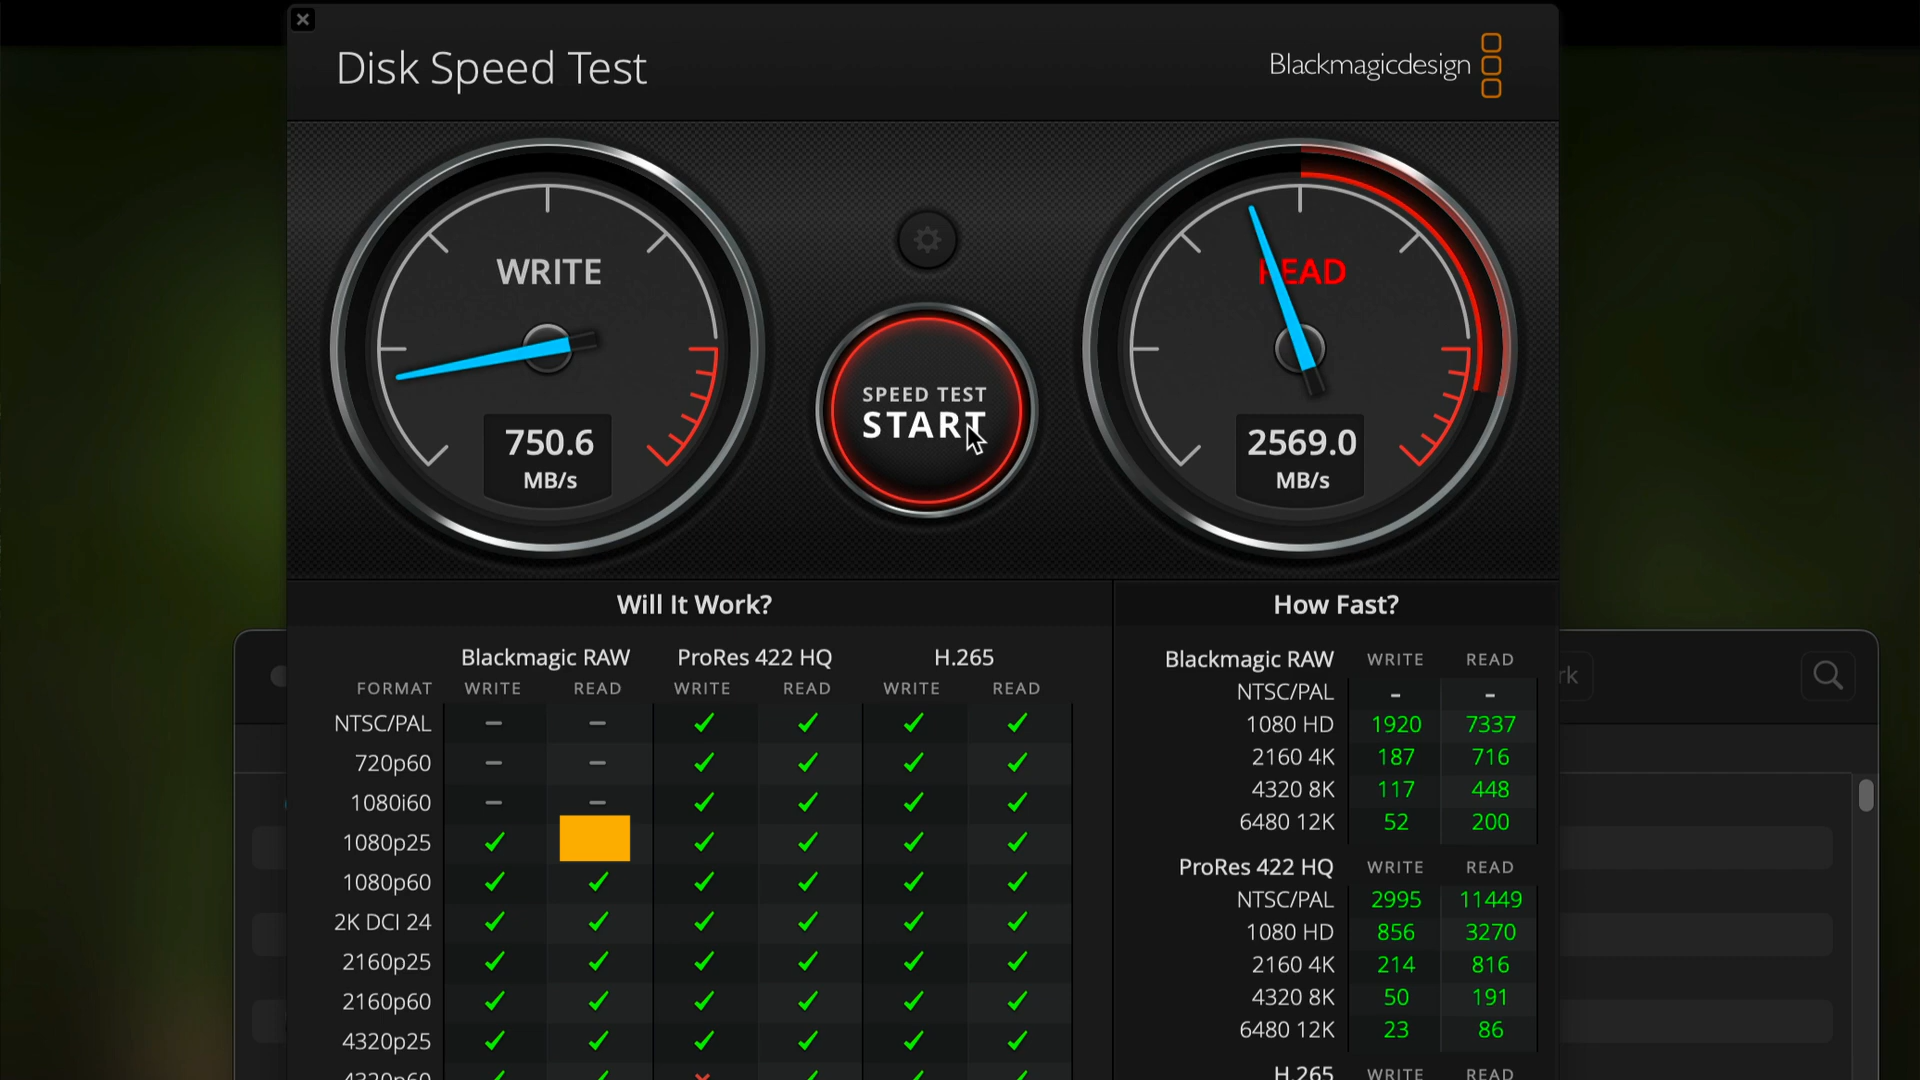 Disk Speed Test
Blackmagicdesign
WRITE
750.6
MB/s
SPEED TEST
START
READ
2569.0
MB/s
Will It Work?
Blackmagic RAW ProRes 422 HQ H.265
FORMAT WRITE READ WRITE READ WRITE READ
NTSC/PAL – – ✓ ✓ ✓ ✓
720p60 – – ✓ ✓ ✓ ✓
1080i60 – – ✓ ✓ ✓ ✓
1080p25 ✓ ✓ ✓ ✓ ✓
1080p60 ✓ ✓ ✓ ✓ ✓ ✓
2K DCI 24 ✓ ✓ ✓ ✓ ✓ ✓
2160p25 ✓ ✓ ✓ ✓ ✓ ✓
2160p60 ✓ ✓ ✓ ✓ ✓ ✓
4320p25 ✓ ✓ ✓ ✓ ✓ ✓
4320p60
How Fast?
Blackmagic RAW WRITE READ
NTSC/PAL - -
1080 HD 1920 7337
2160 4K 187 716
4320 8K 117 448
6480 12K 52 200
ProRes 422 HQ WRITE READ
NTSC/PAL 2995 11449
1080 HD 856 3270
2160 4K 214 816
4320 8K 50 191
6480 12K 23 86
H.265 WRITE READ